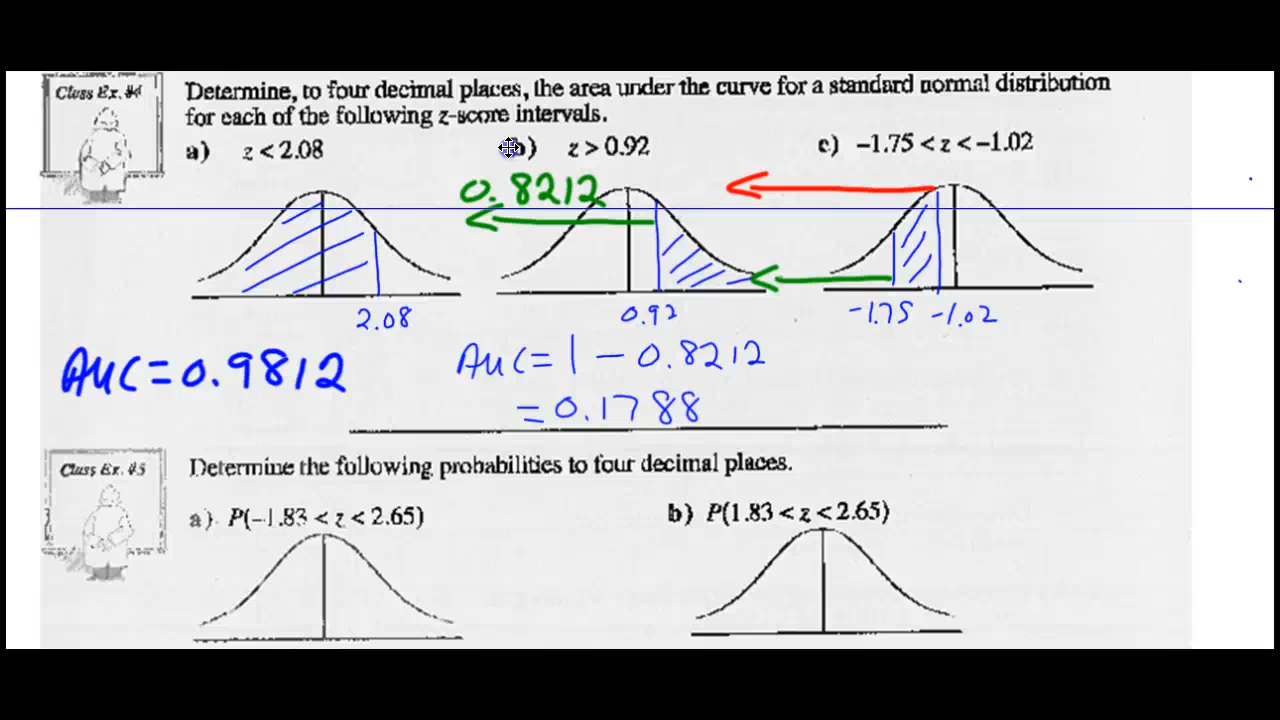 Class Ex. #4
Determine, to four decimal places, the area under the curve for a standard normal distribution
for each of the following z-score intervals.
a) z < 2.08
b) z > 0.92
c) -1.75 < z < -1.02
0.8212
2.08
0.92
-1.75 -1.02
AUC = 0.9812
AUC = 1 - 0.8212
= 0.1788
Class Ex. #5
Determine the following probabilities to four decimal places.
a) P(-1.83 < z < 2.65)
b) P(1.83 < z < 2.65)